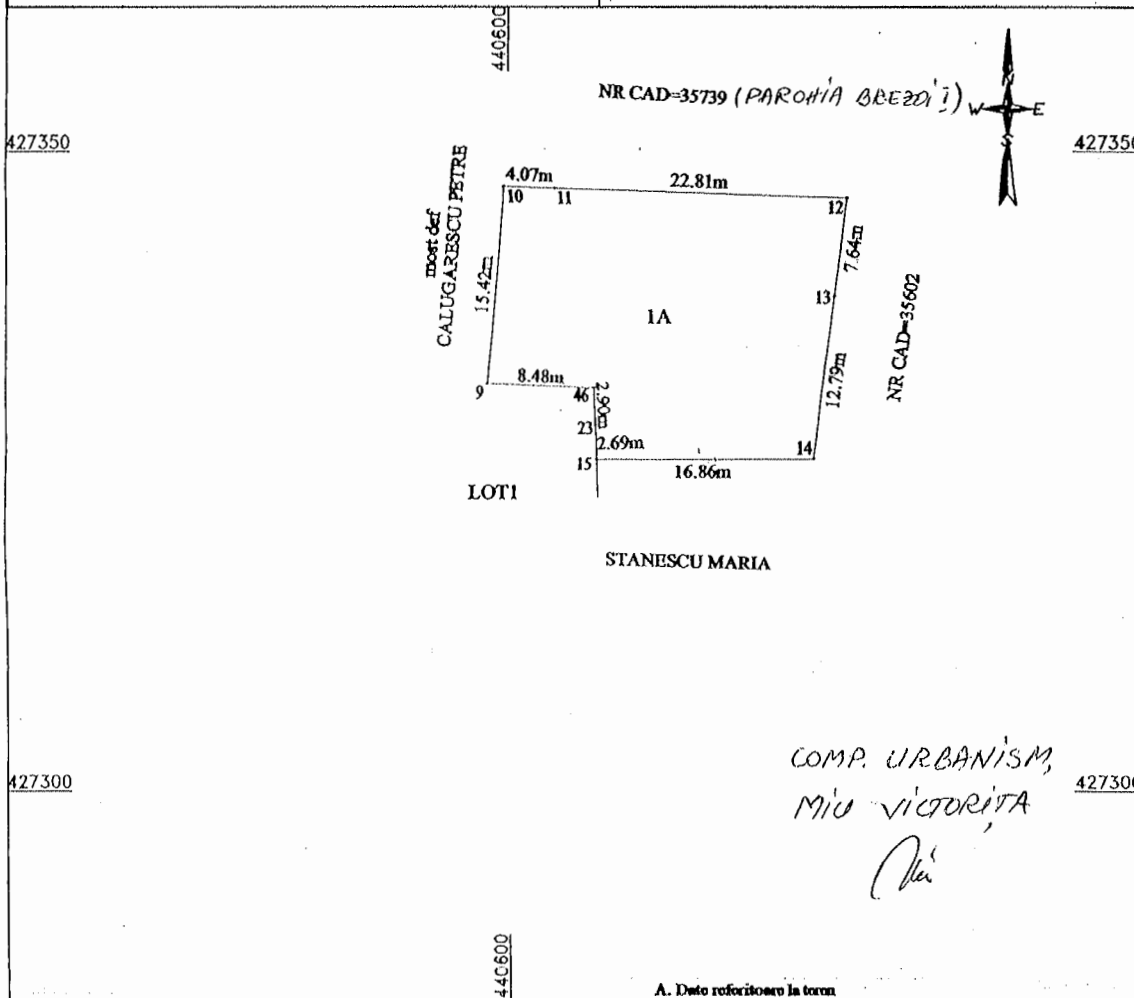 440600
NR CAD=35739 (PAROHIA BREZOI I)
N
W E
S
427350
427350
4.07m
22.81m
10
11
12
most def
CALUGARESCU PETRE
15.42m
7.64m
13
1A
NR CAD=35602
12.79m
8.48m
9
46
2.90m
23
2.69m
15
14
16.86m
LOT1
STANESCU MARIA
COMP. URBANISM,
MIU VICTORIȚA
427300
427300
440600
A. Date referitoare la teren